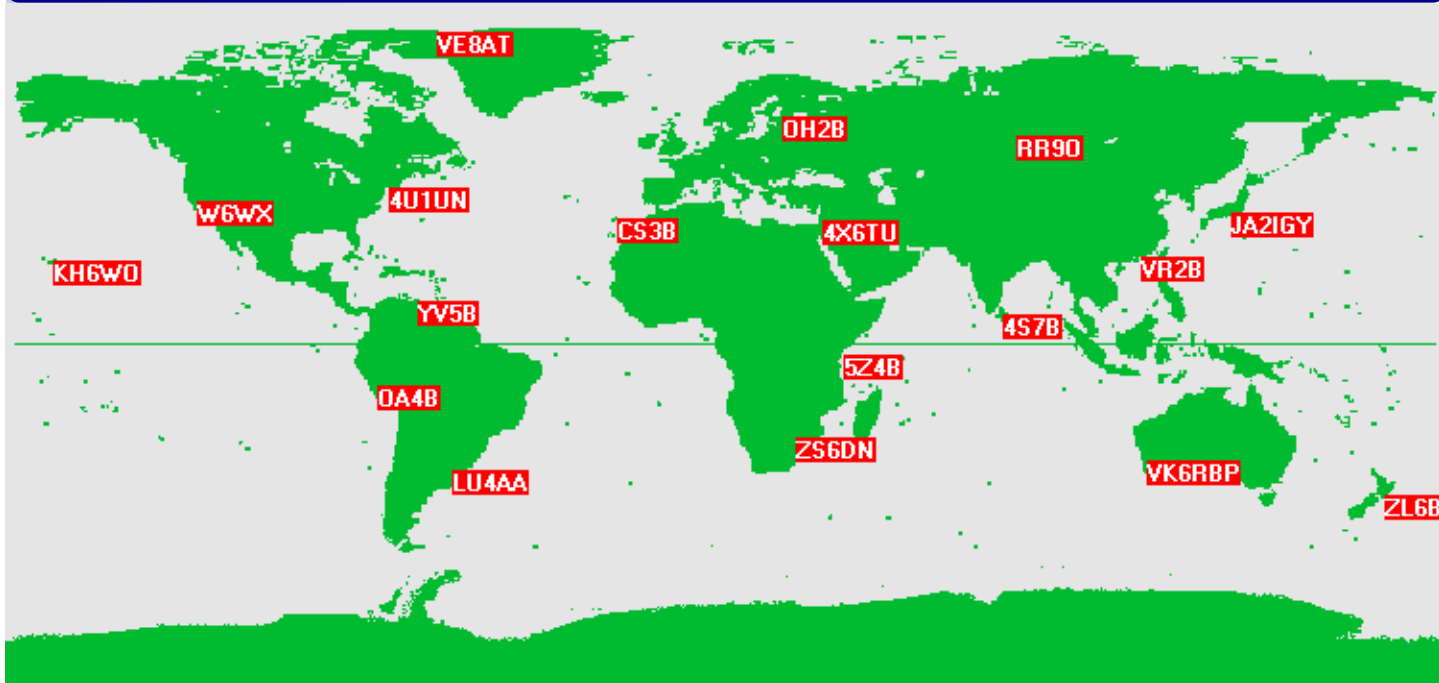 VE8AT
OH2B
RR9O
4U1UN
W6WX
JA2IGY
CS3B
4X6TU
VR2B
KH6WO
YV5B
4S7B
5Z4B
OA4B
ZS6DN
VK6RBP
LU4AA
ZL6B